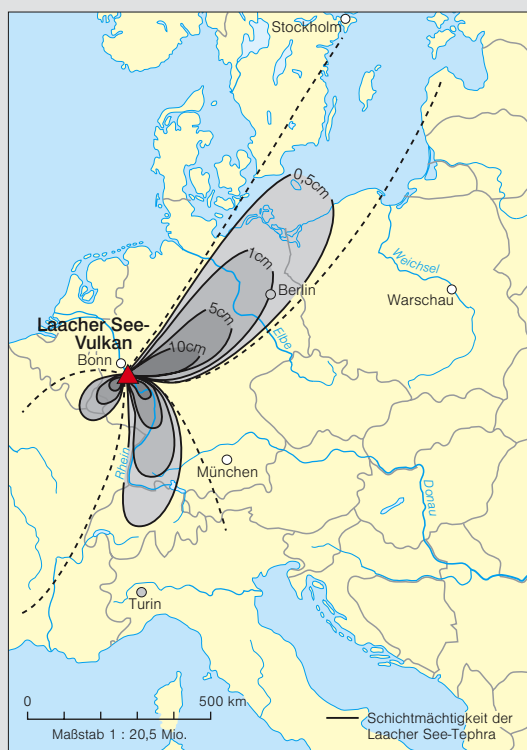 Stockholm
0,5cm
1cm
Weichsel
Berlin
Warschau
5cm
Elbe
Laacher See-
Vulkan
10cm
Bonn
Rhein
München
Donau
Turin
0
500 km
Maßstab 1 : 20,5 Mio.
Schichtmächtigkeit der
Laacher See-Tephra